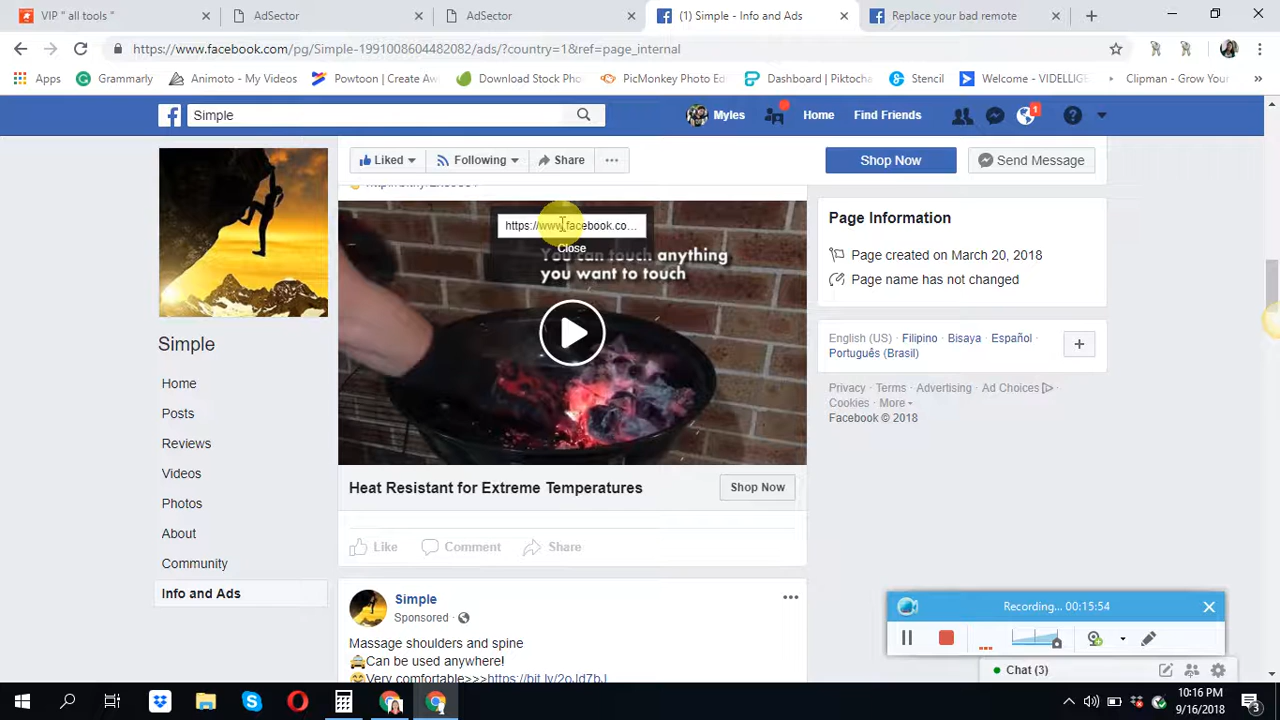 VIP " all tools "
AdSector
AdSector
(1) Simple - Info and Ads
Replace your bad remote
https://www.facebook.com/pg/Simple-1991008604482082/ads/?country=1&ref=page_internal
Apps
Grammarly
Animoto - My Videos
Powtoon | Create Aw
Download Stock Pho
PicMonkey Photo Ed
Dashboard | Piktocha
Stencil
Welcome - VIDELLIGE
Clipman - Grow Your
Simple
Myles
Home
Find Friends
1
Liked
Following
Share
Shop Now
Send Message
https://www.facebook.co...
Close
You can touch anything
you want to touch
Heat Resistant for Extreme Temperatures
Shop Now
Like
Comment
Share
Simple
Sponsored ·
Massage shoulders and spine
Can be used anywhere!
Very comfortable>>>https://bit.ly/2oJd7bJ
Simple
Home
Posts
Reviews
Videos
Photos
About
Community
Info and Ads
Page Information
Page created on March 20, 2018
Page name has not changed
English (US) · Filipino · Bisaya · Español ·
Português (Brasil)
Privacy · Terms · Advertising · Ad Choices ·
Cookies · More
Facebook © 2018
Recording... 00:15:54
Chat (3)
10:16 PM
9/16/2018
3